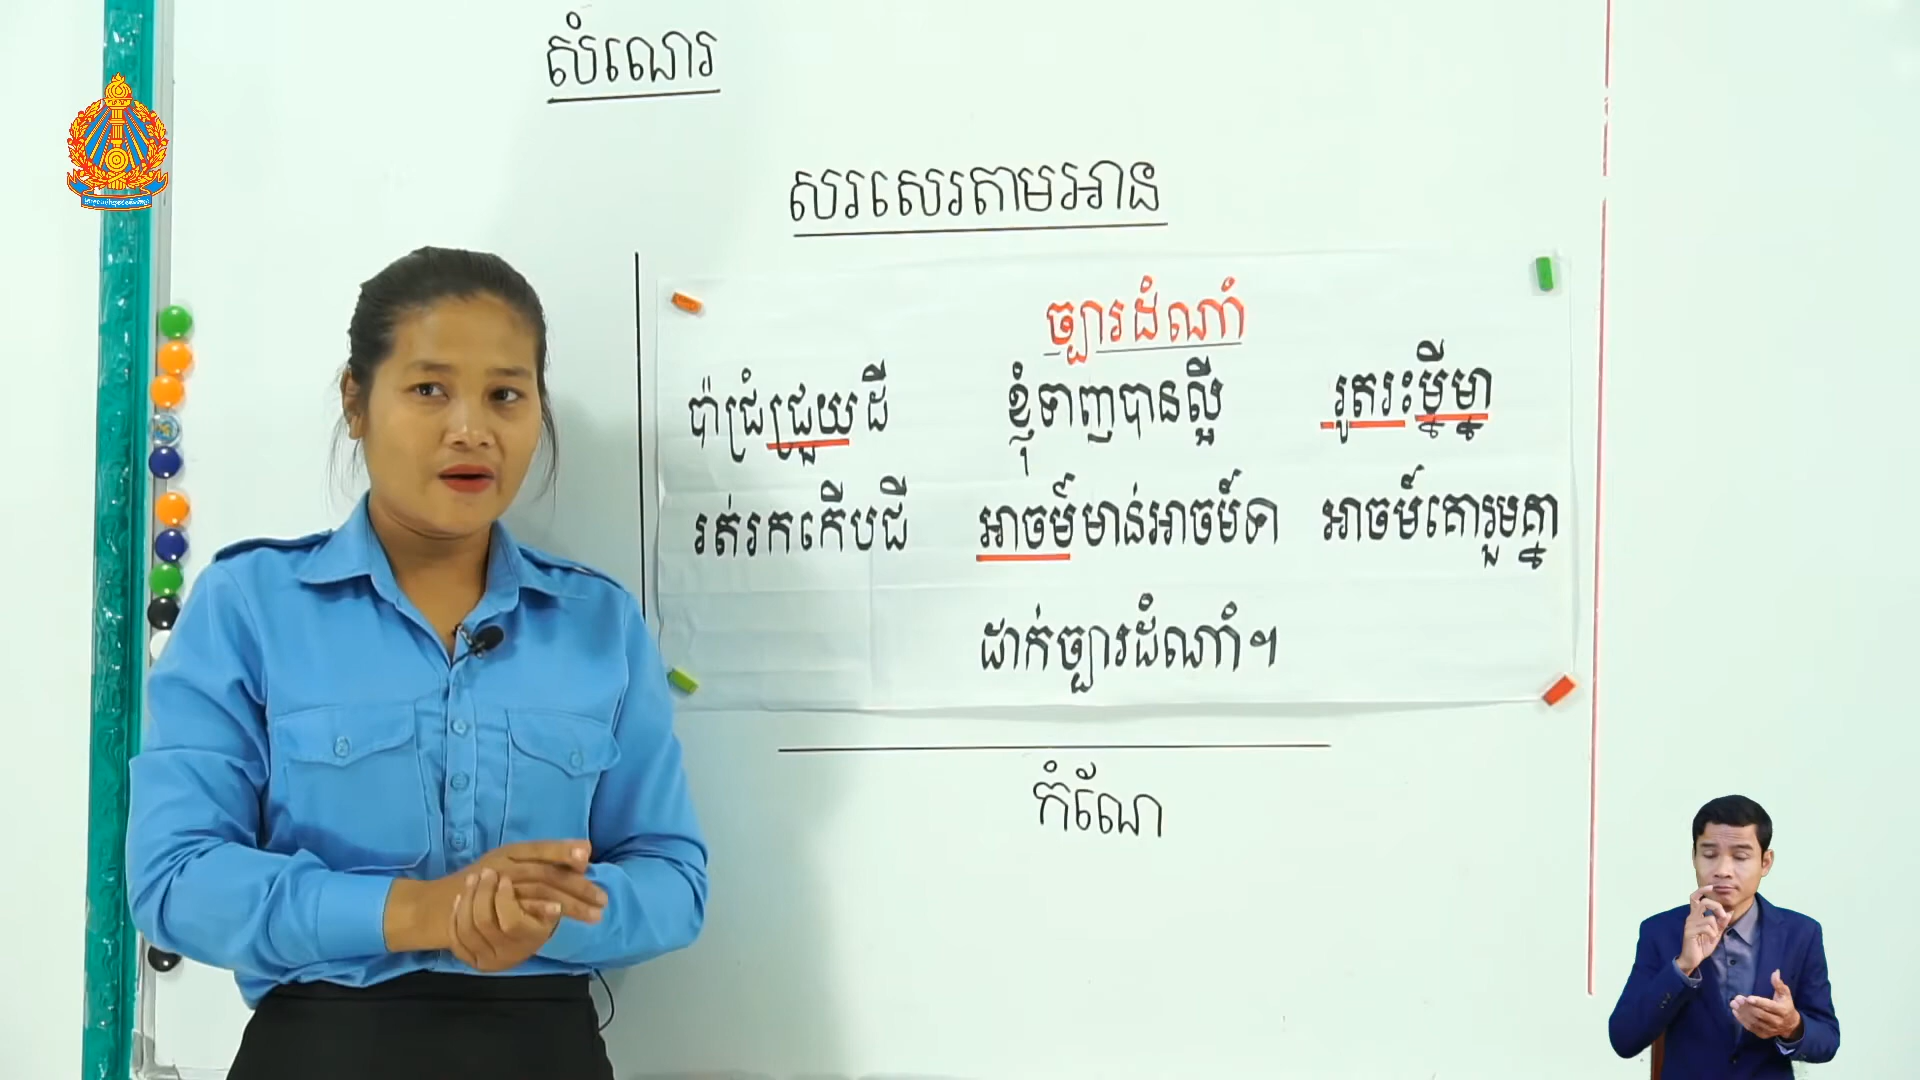 សំណេរ
សរសេរតាមអាន
ច្បារដំណាំ
ប៉ាជ្រំជ្រួយដី ខ្ញុំទាញបានល្អី រូតរះម្នីម្នា
រត់រកកើបជី អាចម៍មាន់អាចម៍ទា អាចម៍គោរួមគ្នា
ដាក់ច្បារដំណាំ។
កំណែ